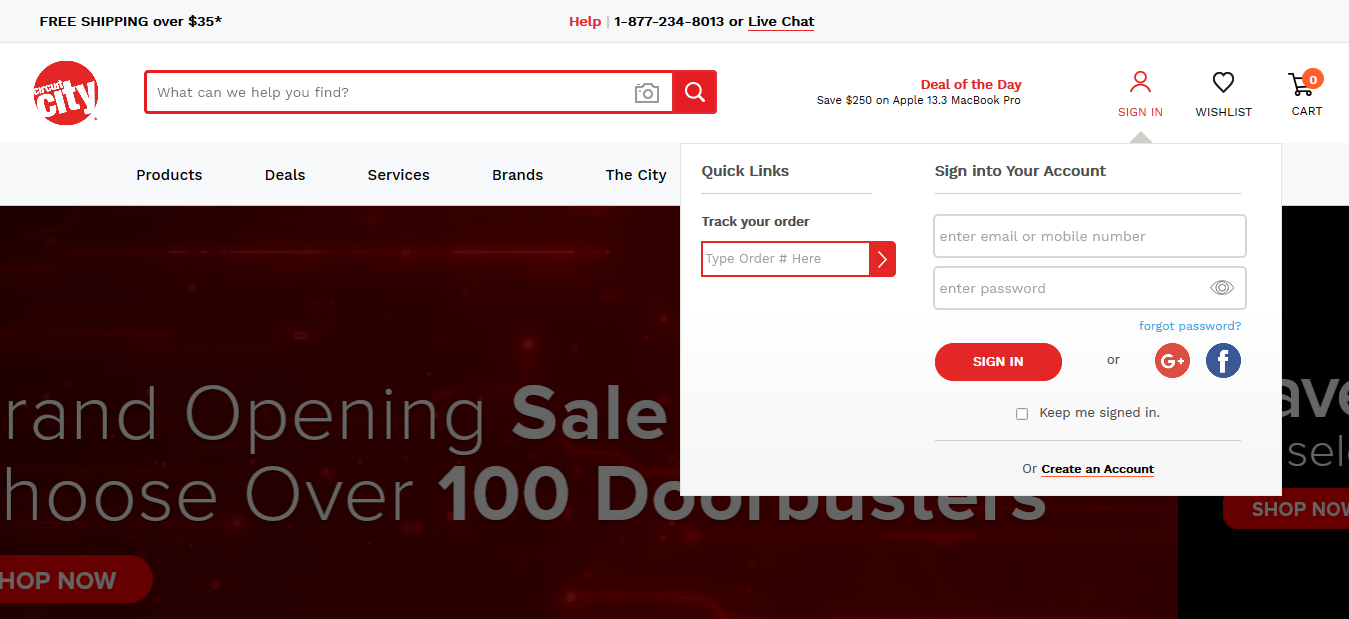 FREE SHIPPING over $35*
Help | 1-877-234-8013 or Live Chat
circuit
city
What can we help you find?
Deal of the Day
Save $250 on Apple 13.3 MacBook Pro
SIGN IN
WISHLIST
0
CART
Products
Deals
Services
Brands
The City
Quick Links
Track your order
Type Order # Here
Sign into Your Account
enter email or mobile number
enter password
forgot password?
SIGN IN
or
G+
f
Keep me signed in.
Or Create an Account
rand Opening Sale
hoose Over 100 Doorbusters
HOP NOW
ave
sele
SHOP NOW